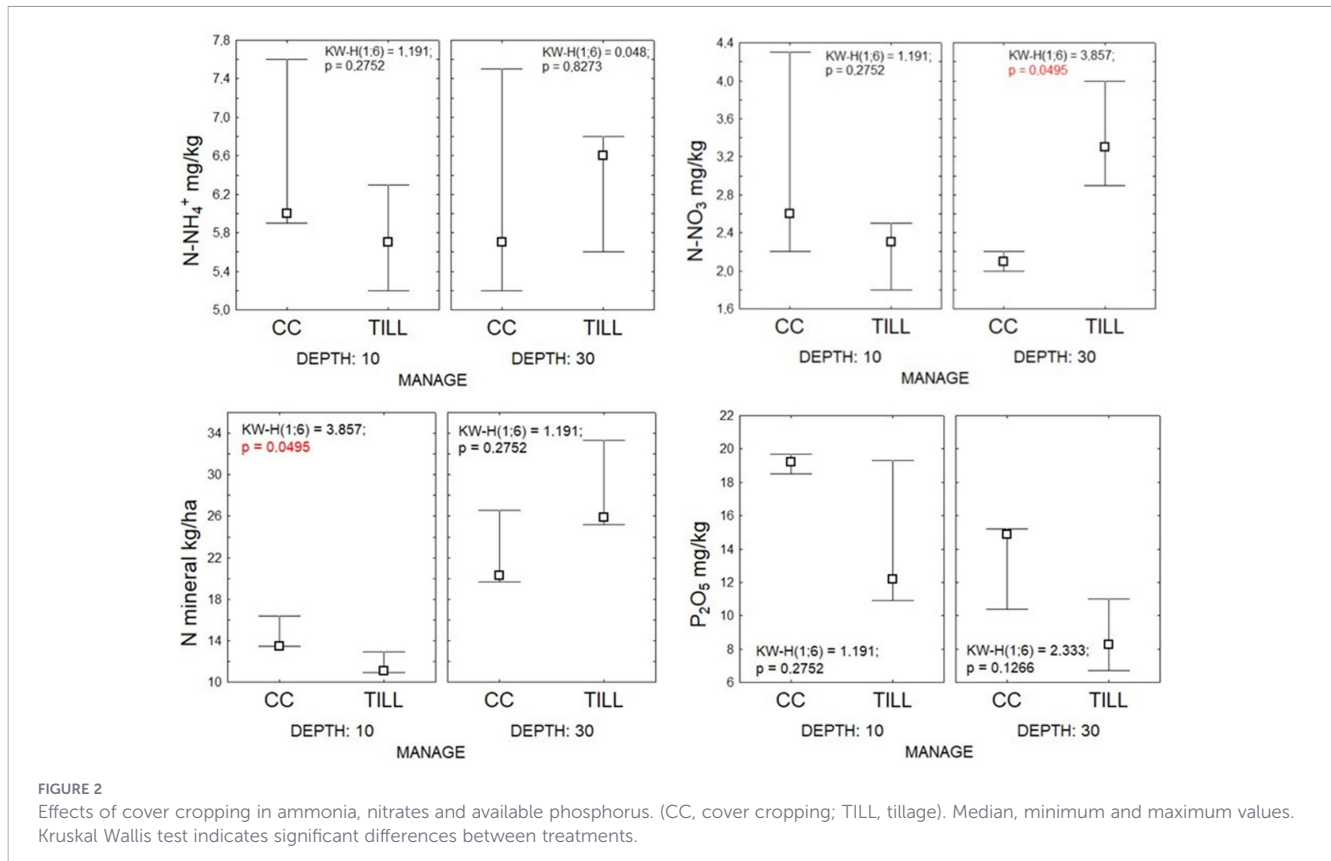 7.8
7.4
7.0
6.6
6.2
5.8
5.4
5,0
N-NH₄⁺ mg/kg
KW-H(1;6) = 1,191;
p = 0,2752
KW-H(1;6) = 0.048;
p = 0,8273
CC
TILL
CC
TILL
DEPTH: 10
DEPTH: 30
MANAGE
4.4
4,0
3.6
3.2
2.8
2.4
2,0
1.6
N-NO₃ mg/kg
KW-H(1;6) = 1.191;
p = 0.2752
KW-H(1;6) = 3.857;
p = 0.0495
CC
TILL
CC
TILL
DEPTH: 10
DEPTH: 30
MANAGE
34
30
26
22
18
14
10
N mineral kg/ha
KW-H(1;6) = 3.857;
p = 0.0495
KW-H(1;6) = 1.191;
p = 0.2752
CC
TILL
CC
TILL
DEPTH: 10
DEPTH: 30
MANAGE
22
20
18
16
14
12
10
8
6
P₂O₅ mg/kg
KW-H(1;6) = 1.191;
p = 0.2752
KW-H(1;6) = 2.333;
p = 0.1266
CC
TILL
CC
TILL
DEPTH: 10
DEPTH: 30
MANAGE
FIGURE 2
Effects of cover cropping in ammonia, nitrates and available phosphorus. (CC, cover cropping; TILL, tillage). Median, minimum and maximum values.
Kruskal Wallis test indicates significant differences between treatments.